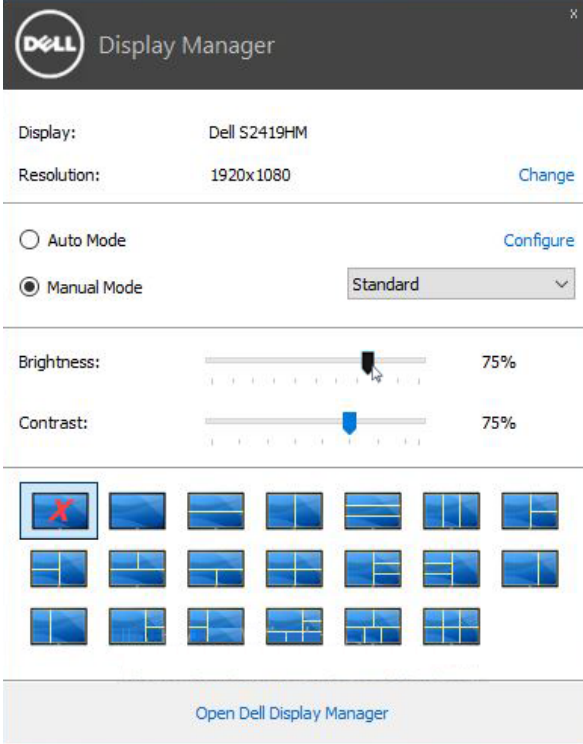 x
DELL Display Manager
Display: Dell S2419HM
Resolution: 1920x1080 Change
Auto Mode Configure
Manual Mode Standard
Brightness: 75%
Contrast: 75%
Open Dell Display Manager